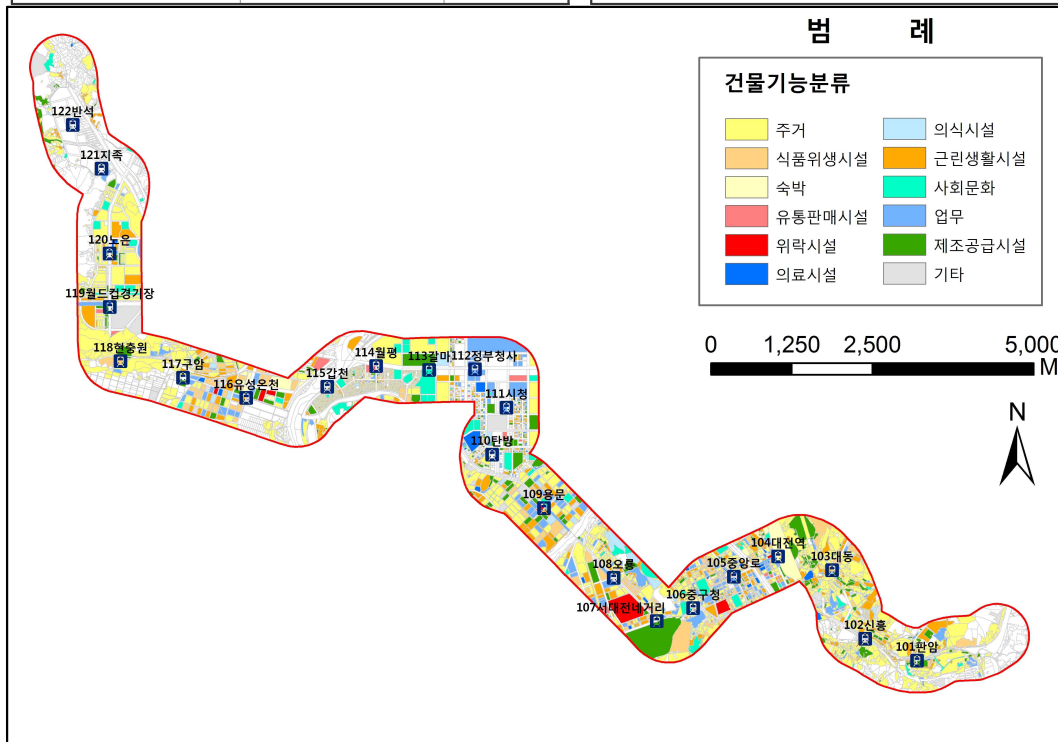 범 례
건물기능분류
주거
의식시설
식품위생시설
근린생활시설
숙박
사회문화
유통판매시설
업무
위락시설
제조공급시설
의료시설
기타
0 1,250 2,500 5,000
M
N
122반석
121지족
120노은
119월드컵경기장
118현충원
117구암
116유성온천
115갑천
114월평
113갈마
112정부청사
111시청
110탄방
109용문
108오룡
107서대전네거리
106중구청
105중앙로
104대전역
103대동
102신흥
101판암